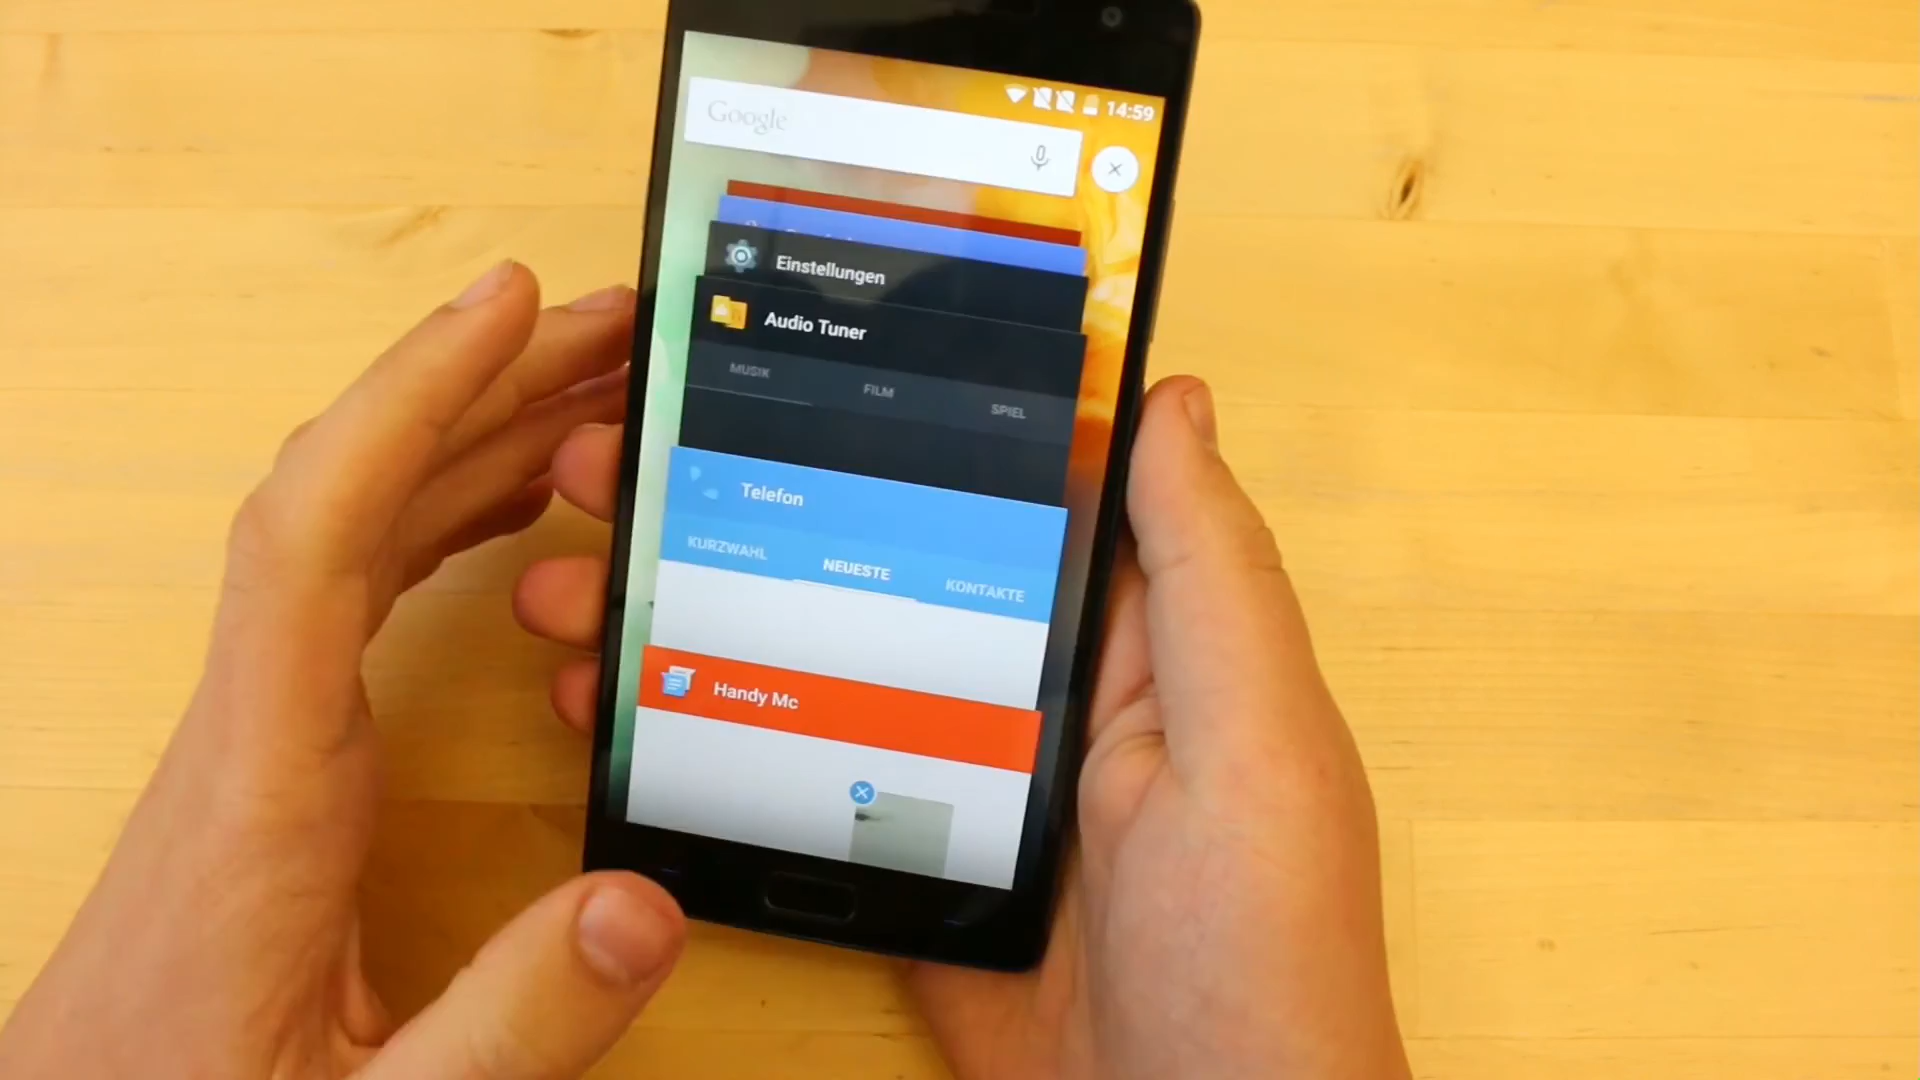 14:59
Google
Einstellungen
Audio Tuner
MUSIK FILM SPIEL
Telefon
KURZWAHL NEUESTE KONTAKTE
Handy Mc